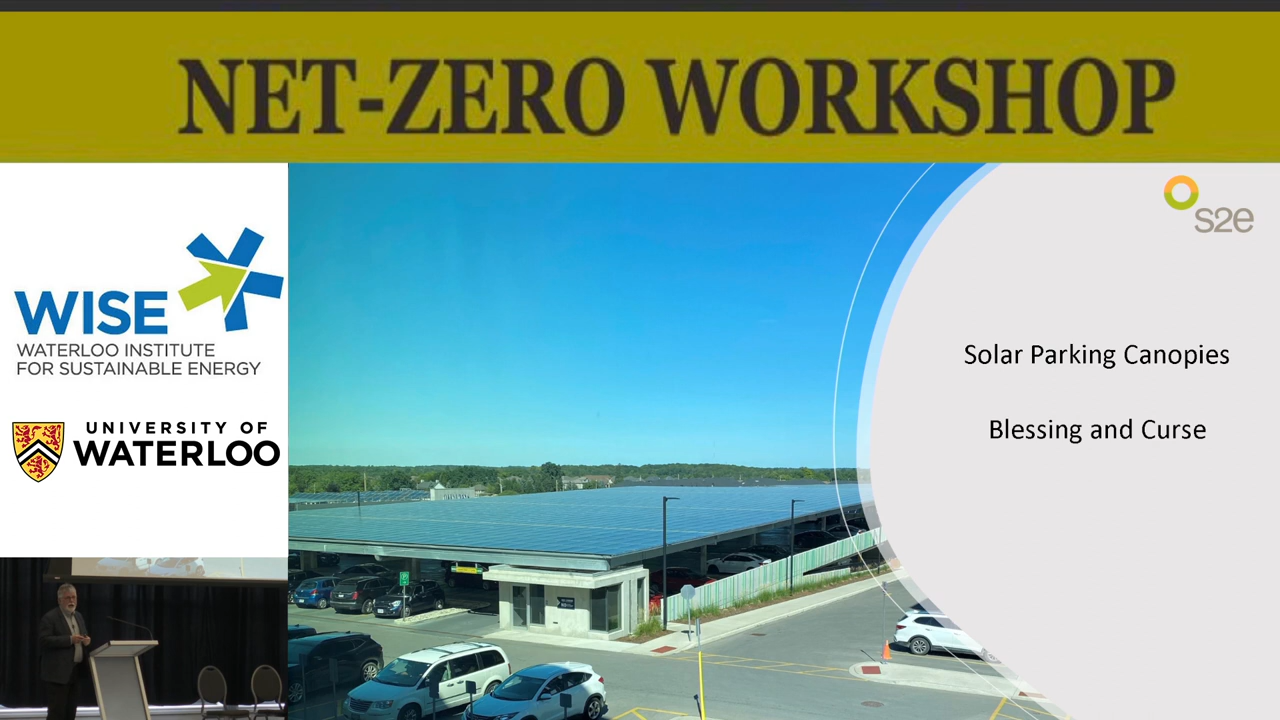 NET-ZERO WORKSHOP
WISE
WATERLOO INSTITUTE
FOR SUSTAINABLE ENERGY
UNIVERSITY OF
WATERLOO
s2e
Solar Parking Canopies
Blessing and Curse